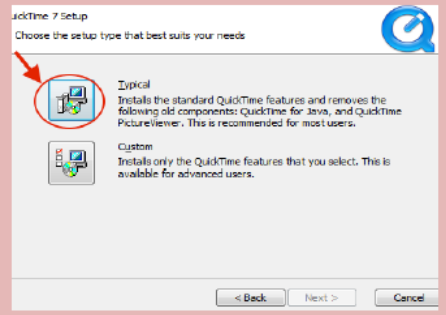 uickTime 7 Setup
Choose the setup type that best suits your needs
Typical
Installs the standard QuickTime features and removes the
following old components: QuickTime for Java, and QuickTime
PictureViewer. This is recommended for most users.
Custom
Installs only the QuickTime features that you select. This is
available for advanced users.
< Back
Next >
Cancel